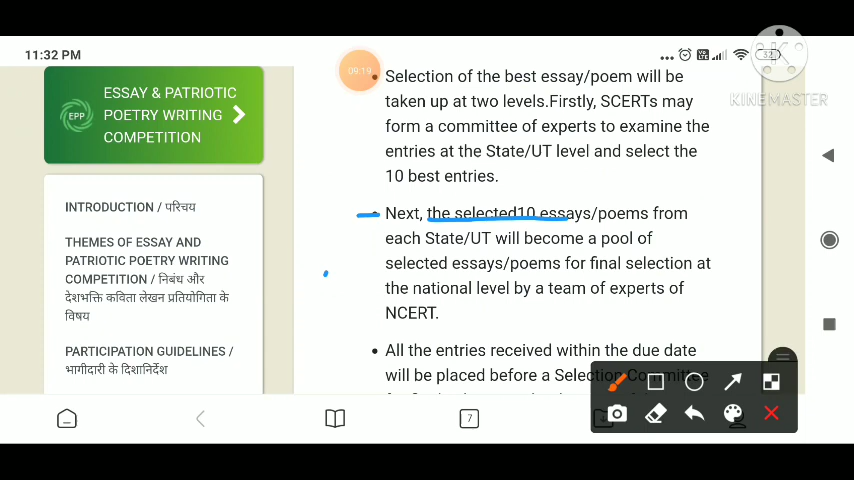 11:32 PM
32
09:19
KINEMASTER
ESSAY & PATRIOTIC
POETRY WRITING
COMPETITION
EPP
INTRODUCTION / परिचय
THEMES OF ESSAY AND
PATRIOTIC POETRY WRITING
COMPETITION / निबंध और
देशभक्ति कविता लेखन प्रतियोगिता के
विषय
PARTICIPATION GUIDELINES /
भागीदारी के दिशानिर्देश
Selection of the best essay/poem will be
taken up at two levels.Firstly, SCERTs may
form a committee of experts to examine the
entries at the State/UT level and select the
10 best entries.
Next, the selected10 essays/poems from
each State/UT will become a pool of
selected essays/poems for final selection at
the national level by a team of experts of
NCERT.
All the entries received within the due date
will be placed before a Selection Committee
7